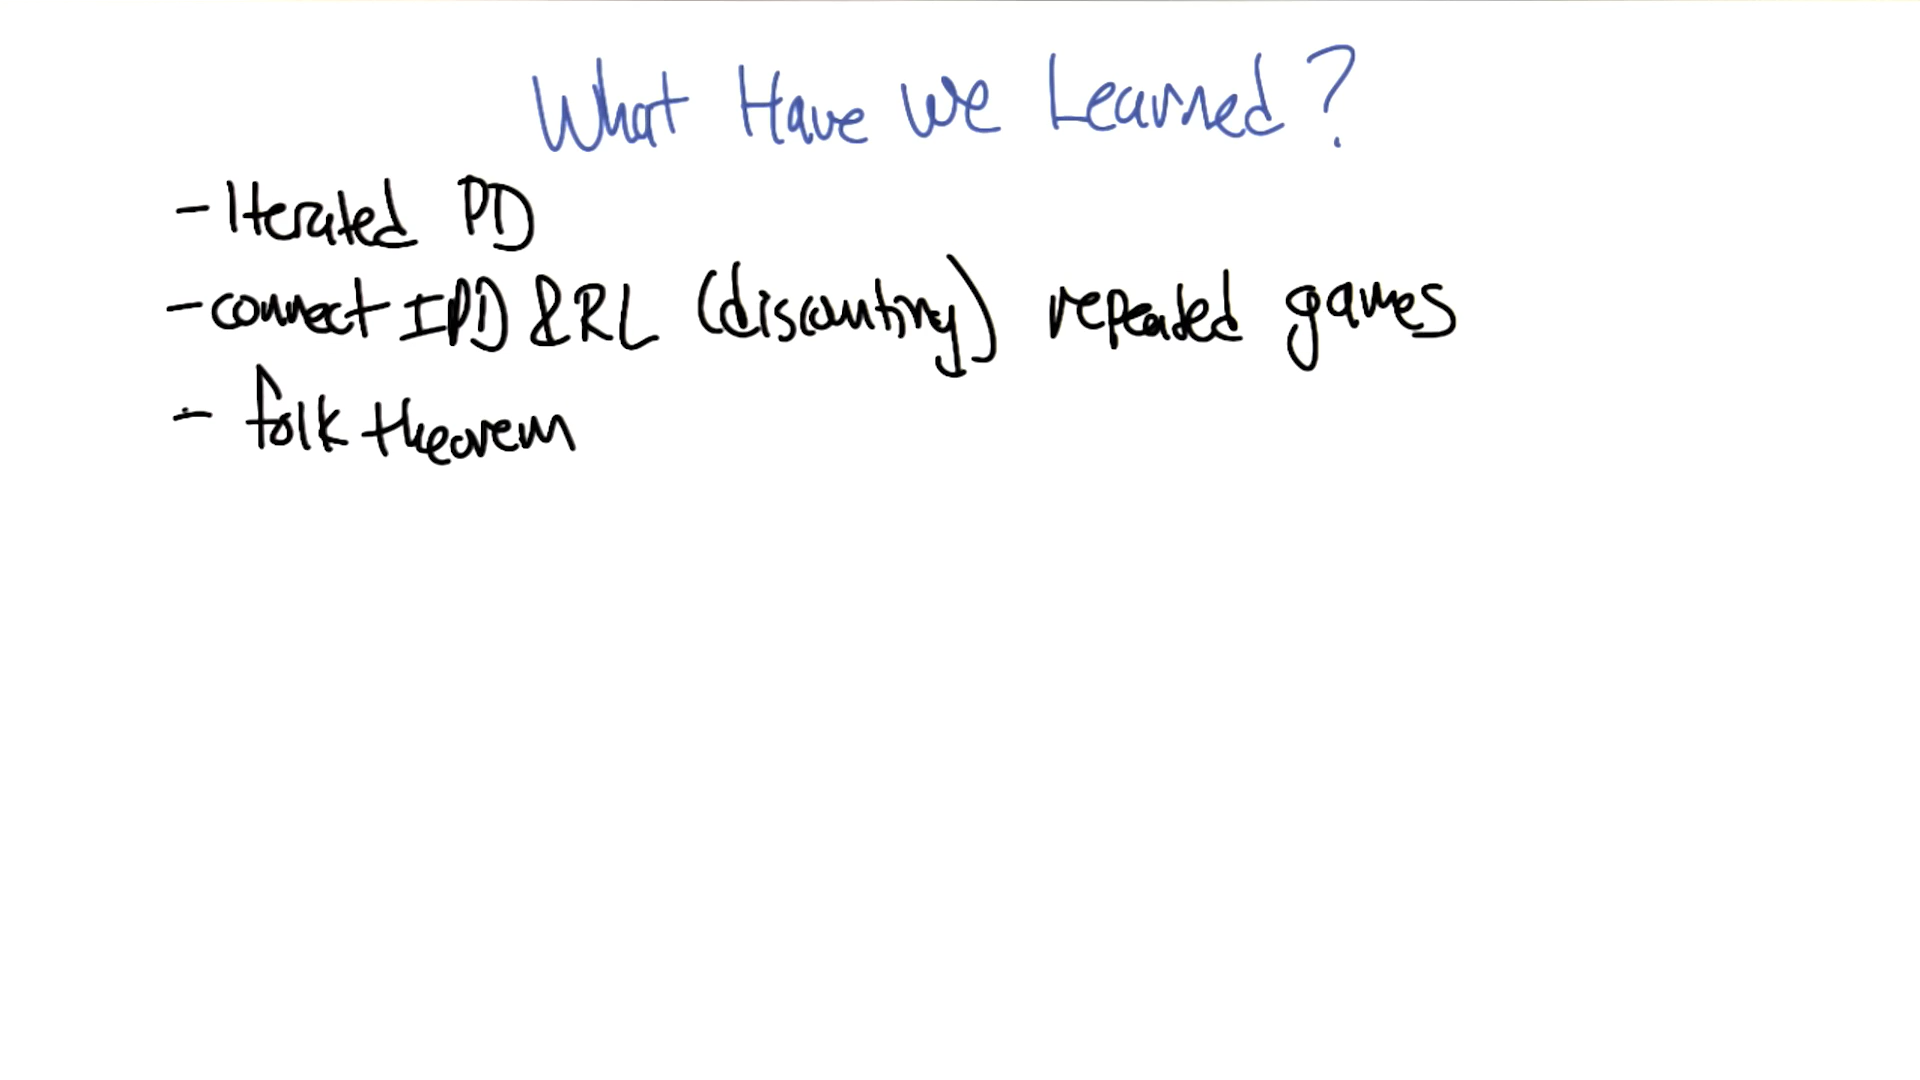 What Have We Learned?
- Iterated PD
- connect IPD & RL (discounting) repeated games
- folk theorem